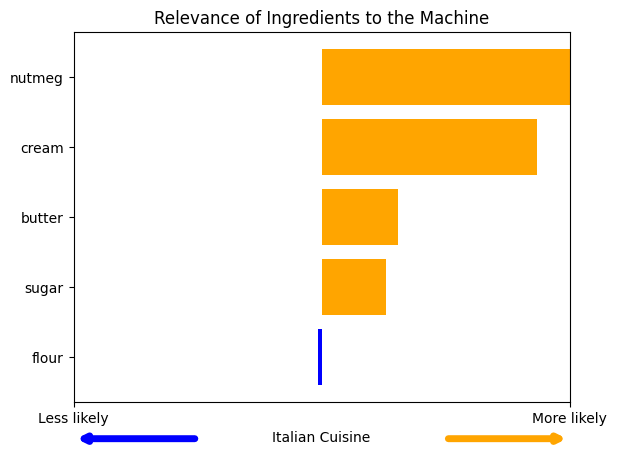 Relevance of Ingredients to the Machine
nutmeg
cream
butter
sugar
flour
Less likely
More likely
Italian Cuisine